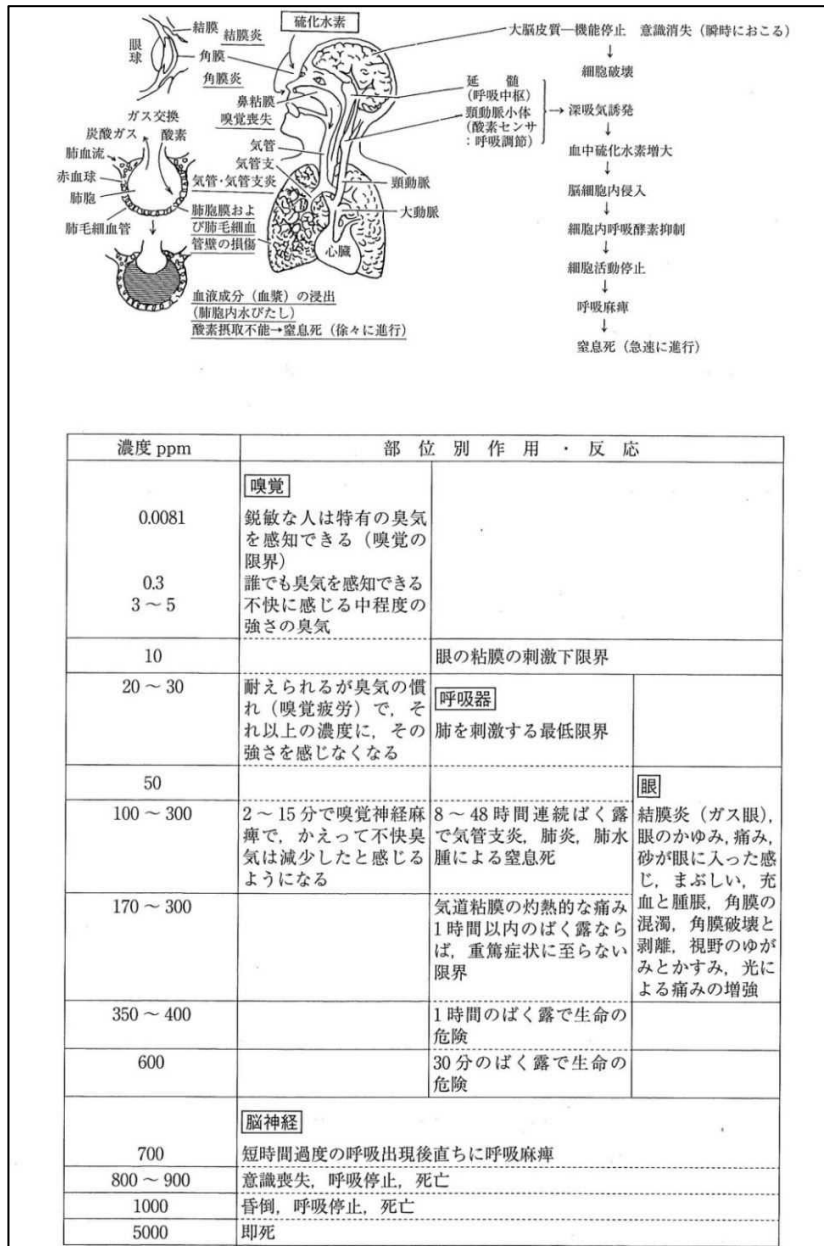 硫化水素
結膜 結膜炎
眼球
角膜
角膜炎
鼻粘膜
嗅覚喪失
ガス交換
炭酸ガス 酸素
肺血流
赤血球
肺胞
肺毛細血管
気管
気管支
気管・気管支炎
肺胞膜およ
び肺毛細血
管壁の損傷
血液成分（血漿）の浸出
(肺胞内水びたし)
酸素摂取不能→窒息死（徐々に進行）
心臓
頸動脈
大動脈
延髄
(呼吸中枢)
頸動脈小体
(酸素センサ
：呼吸調節)
大脳皮質―機能停止 意識消失（瞬時におこる）
↓
細胞破壊
→深吸気誘発
↓
血中硫化水素増大
↓
脳細胞内侵入
↓
細胞内呼吸酵素抑制
↓
細胞活動停止
↓
呼吸麻痺
↓
窒息死（急速に進行）
濃度 ppm 部位別作用・反応
嗅覚
0.0081 鋭敏な人は特有の臭気
を感知できる（嗅覚の
限界）
0.3 誰でも臭気を感知できる
3～5 不快に感じる中程度の
強さの臭気
10 眼の粘膜の刺激下限界
20～30 耐えられるが臭気の慣
れ（嗅覚疲労）で，そ
れ以上の濃度に，その
強さを感じなくなる
呼吸器
肺を刺激する最低限界
50
眼
結膜炎（ガス眼），
眼のかゆみ，痛み，
砂が眼に入った感
じ，まぶしい，充
血と腫脹，角膜の
混濁，角膜破壊と
剥離，視野のゆが
みとかすみ，光に
よる痛みの増強
100～300 2～15分で嗅覚神経麻
痺で，かえって不快臭
気は減少したと感じる
ようになる
8～48時間連続ばく露
で気管支炎，肺炎，肺水
腫による窒息死
170～300 気道粘膜の灼熱的な痛み
1時間以内のばく露なら
ば，重篤症状に至らない
限界
350～400 1時間のばく露で生命の
危険
600 30分のばく露で生命の
危険
脳神経
700 短時間過度の呼吸出現後直ちに呼吸麻痺
800～900 意識喪失，呼吸停止，死亡
1000 昏倒，呼吸停止，死亡
5000 即死